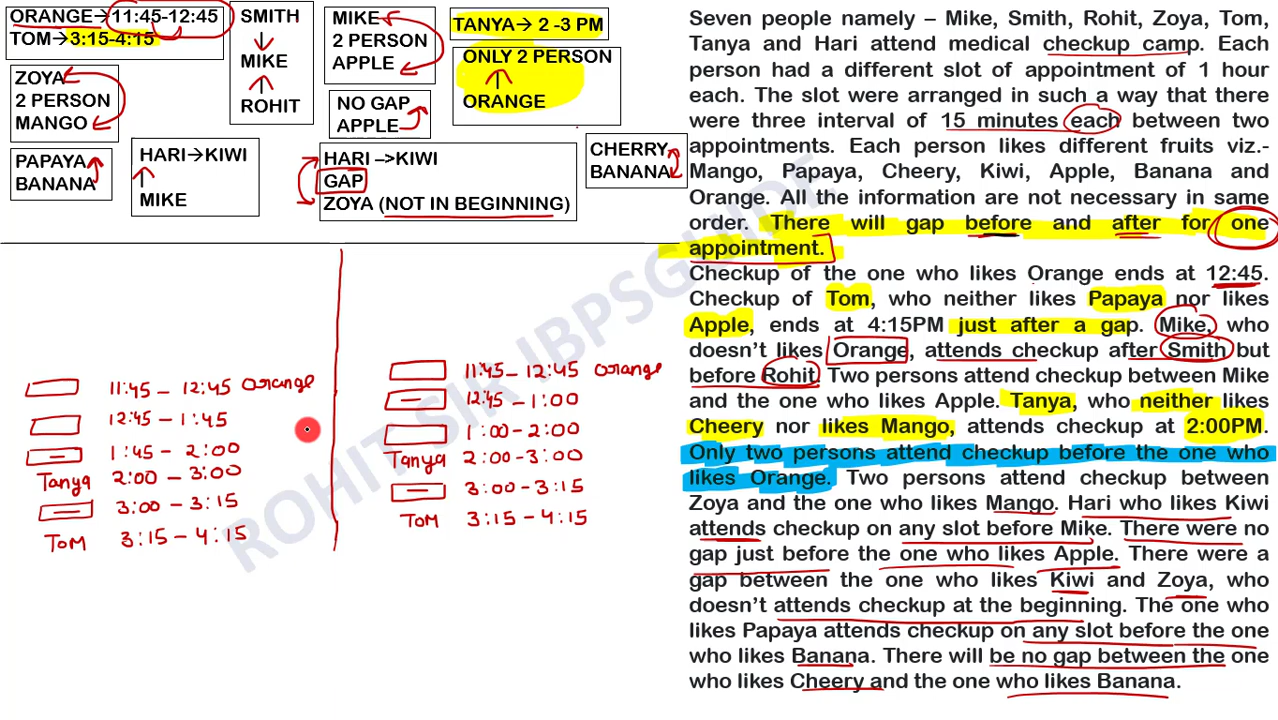 ORANGE→ 11:45-12:45
TOM→3:15-4:15
SMITH
MIKE
ROHIT
MIKE
2 PERSON
APPLE
TANYA→ 2 -3 PM
ONLY 2 PERSON
ORANGE
ZOYA
2 PERSON
MANGO
NO GAP
APPLE
PAPAYA
BANANA
HARI→KIWI
MIKE
HARI –>KIWI
GAP
ZOYA (NOT IN BEGINNING)
CHERRY
BANANA
11:45 – 12:45 Orange
12:45 – 1:45
1:45 – 2:00
Tanya 2:00 – 3:00
3:00 – 3:15
TOM 3:15 – 4:15
11:45 – 12:45 Orange
12:45 – 1:00
1:00 – 2:00
Tanya 2:00 – 3:00
3:00 – 3:15
TOM 3:15 – 4:15
ROHIT SIR IBPSGUIDE
Seven people namely – Mike, Smith, Rohit, Zoya, Tom,
Tanya and Hari attend medical checkup camp. Each
person had a different slot of appointment of 1 hour
each. The slot were arranged in such a way that there
were three interval of 15 minutes each between two
appointments. Each person likes different fruits viz.-
Mango, Papaya, Cheery, Kiwi, Apple, Banana and
Orange. All the information are not necessary in same
order. There will gap before and after for one
appointment.
Checkup of the one who likes Orange ends at 12:45.
Checkup of Tom, who neither likes Papaya nor likes
Apple, ends at 4:15PM just after a gap. Mike, who
doesn’t likes Orange, attends checkup after Smith but
before Rohit. Two persons attend checkup between Mike
and the one who likes Apple. Tanya, who neither likes
Cheery nor likes Mango, attends checkup at 2:00PM.
Only two persons attend checkup before the one who
likes Orange. Two persons attend checkup between
Zoya and the one who likes Mango. Hari who likes Kiwi
attends checkup on any slot before Mike. There were no
gap just before the one who likes Apple. There were a
gap between the one who likes Kiwi and Zoya, who
doesn’t attends checkup at the beginning. The one who
likes Papaya attends checkup on any slot before the one
who likes Banana. There will be no gap between the one
who likes Cheery and the one who likes Banana.